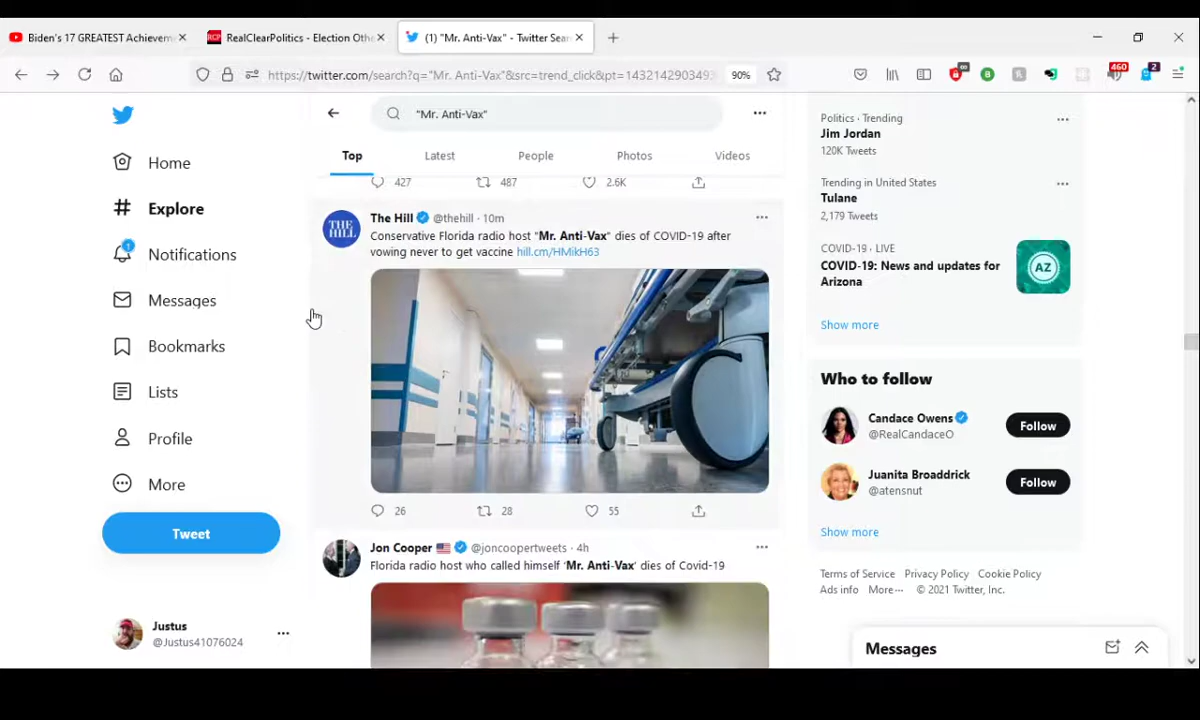 Biden's 17 GREATEST Achievem
RCP
RealClearPolitics - Election Oth
(1) "Mr. Anti-Vax" - Twitter Sear
https://twitter.com/search?q="Mr. Anti-Vax"&src=trend_click&pt=143214290349
90%
460
2
"Mr. Anti-Vax"
Home
Explore
1
Notifications
Messages
Bookmarks
Lists
Profile
More
Tweet
Justus
@Justus41076024
Top
Latest
People
Photos
Videos
427
487
2.6K
THE
HILL
The Hill @thehill · 10m
Conservative Florida radio host "Mr. Anti-Vax" dies of COVID-19 after
vowing never to get vaccine hill.cm/HMikH63
26
28
55
Jon Cooper @joncoopertweets · 4h
Florida radio host who called himself 'Mr. Anti-Vax' dies of Covid-19
Politics · Trending
Jim Jordan
120K Tweets
Trending in United States
Tulane
2,179 Tweets
COVID-19 · LIVE
COVID-19: News and updates for
Arizona
AZ
Show more
Who to follow
Candace Owens
@RealCandaceO
Follow
Juanita Broaddrick
@atensnut
Follow
Show more
Terms of Service Privacy Policy Cookie Policy
Ads info More··· © 2021 Twitter, Inc.
Messages